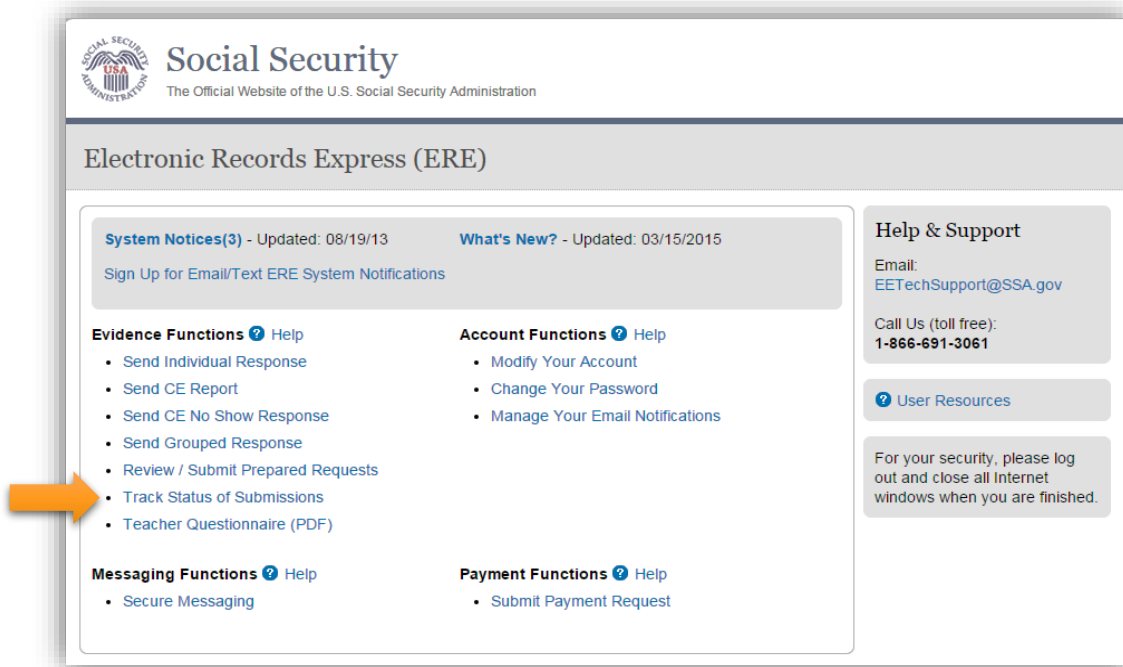 SOCIAL SECURITY ADMINISTRATION
USA
Social Security
The Official Website of the U.S. Social Security Administration
Electronic Records Express (ERE)
System Notices(3) - Updated: 08/19/13
What's New? - Updated: 03/15/2015
Sign Up for Email/Text ERE System Notifications
Evidence Functions ? Help
• Send Individual Response
• Send CE Report
• Send CE No Show Response
• Send Grouped Response
• Review / Submit Prepared Requests
• Track Status of Submissions
• Teacher Questionnaire (PDF)
Account Functions ? Help
• Modify Your Account
• Change Your Password
• Manage Your Email Notifications
Messaging Functions ? Help
• Secure Messaging
Payment Functions ? Help
• Submit Payment Request
Help & Support
Email:
EETechSupport@SSA.gov
Call Us (toll free):
1-866-691-3061
? User Resources
For your security, please log
out and close all Internet
windows when you are finished.